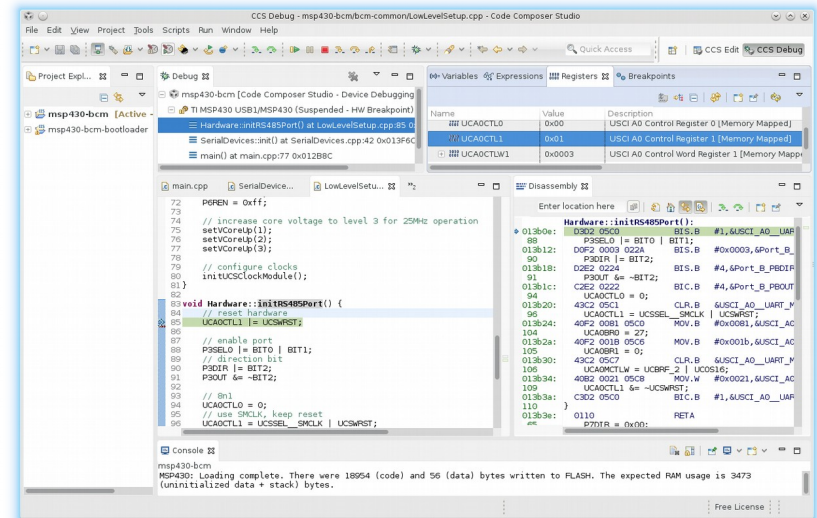 CCS Debug - msp430-bcm/bcm-common/LowLevelSetup.cpp - Code Composer Studio
File Edit View Project Tools Scripts Run Window Help
Quick Access
CCS Edit
CCS Debug
Project Expl...
msp430-bcm [Active -
msp430-bcm-bootloader
Debug
msp430-bcm [Code Composer Studio - Device Debugging
TI MSP430 USB1/MSP430 (Suspended - HW Breakpoint)
Hardware::initRS485Port() at LowLevelSetup.cpp:85 0
SerialDevices::init() at SerialDevices.cpp:42 0x013F6C
main() at main.cpp:77 0x012B8C
Variables Expressions Registers Breakpoints
Name Value Description
UCA0CTL0 0x00 USCI A0 Control Register 0 [Memory Mapped]
UCA0CTL1 0x01 USCI A0 Control Register 1 [Memory Mapped]
UCA0CTLW1 0x0003 USCI A0 Control Word Register 1 [Memory Mappe
main.cpp SerialDevice... LowLevelSetu...
72 P6REN = 0xff;
73
74 // increase core voltage to level 3 for 25MHz operation
75 setVCoreUp(1);
76 setVCoreUp(2);
77 setVCoreUp(3);
78
79 // configure clocks
80 initUCSClockModule();
81 }
82
83 void Hardware::initRS485Port() {
84 // reset hardware
85 UCA0CTL1 |= UCSWRST;
86
87 // enable port
88 P3SEL0 |= BIT0 | BIT1;
89 // direction bit
90 P3DIR |= BIT2;
91 P3OUT &= ~BIT2;
92
93 // 8n1
94 UCA0CTL0 = 0;
95 // use SMCLK, keep reset
96 UCA0CTL1 = UCSSEL__SMCLK | UCSWRST;
Disassembly
Enter location here
Hardware::initRS485Port():
013b0e: D3D2 05C0 BIS.B #1,&USCI_A0__UAR
88 P3SEL0 |= BIT0 | BIT1;
013b12: D0F2 0003 022A BIS.B #0x0003,&Port_B_
90 P3DIR |= BIT2;
013b18: D2E2 0224 BIS.B #4,&Port_B_PBDIR
91 P3OUT &= ~BIT2;
013b1c: C2E2 0222 BIC.B #4,&Port_B_PBOUT
94 UCA0CTL0 = 0;
013b20: 43C2 05C1 CLR.B &USCI_A0__UART_M
96 UCA0CTL1 = UCSSEL__SMCLK | UCSWRST;
013b24: 40F2 0081 05C0 MOV.B #0x0081,&USCI_A0
104 UCA0BR0 = 27;
013b2a: 40F2 001B 05C6 MOV.B #0x001b,&USCI_A0
105 UCA0BR1 = 0;
013b30: 43C2 05C7 CLR.B &USCI_A0__UART_M
106 UCA0MCTLW = UCBRF_2 | UCOS16;
013b34: 40B2 0021 05C8 MOV.W #0x0021,&USCI_A0
109 UCA0CTL1 &= ~UCSWRST;
013b3a: C3D2 05C0 BIC.B #1,&USCI_A0__UAR
110 }
013b3e: 0110 RETA
P7DIR = 0x00;
Console
msp430-bcm
MSP430: Loading complete. There were 18954 (code) and 56 (data) bytes written to FLASH. The expected RAM usage is 3473
(uninitialized data + stack) bytes.
Free License